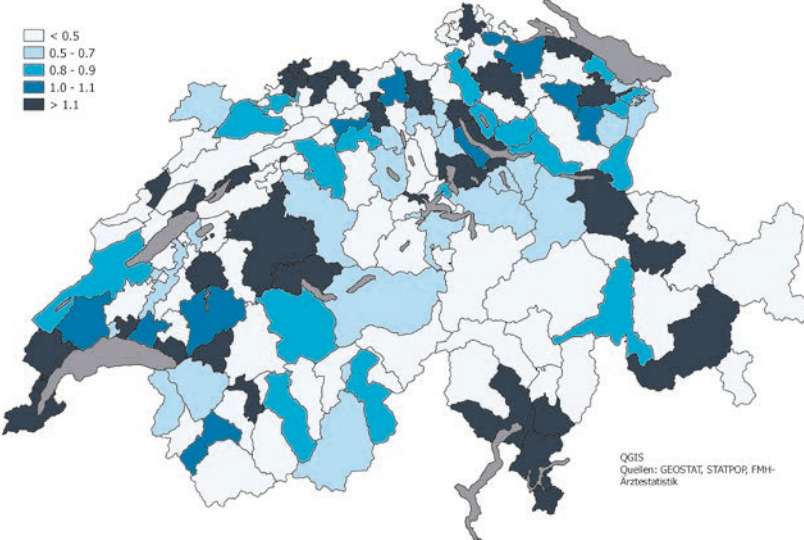 < 0.5
0.5 - 0.7
0.8 - 0.9
1.0 - 1.1
> 1.1
QGIS
Quellen: GEOSTAT, STATPOP, FMH-
Ärztestatistik